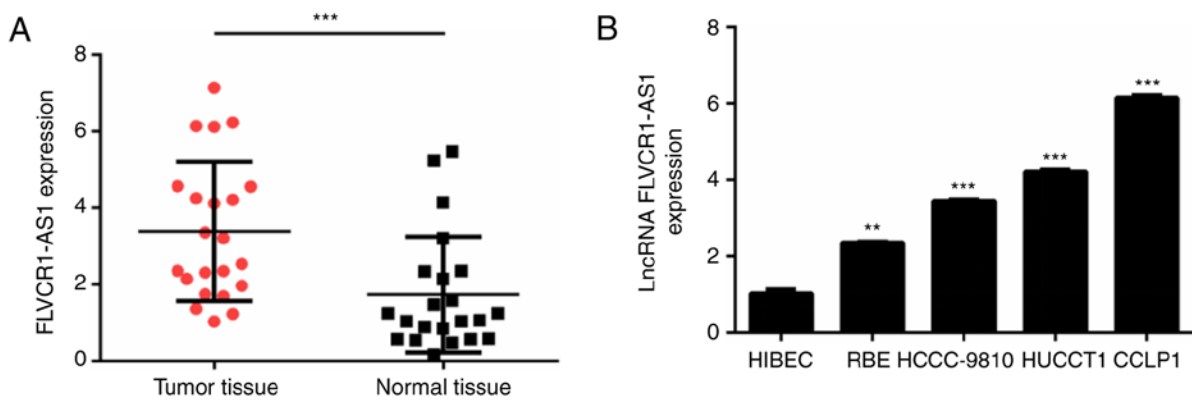 A
***
FLVCR1-AS1 expression
8
6
4
2
0
Tumor tissue
Normal tissue
B
LncRNA FLVCR1-AS1
expression
8
6
4
2
0
**
***
***
***
HIBEC
RBE
HCCC-9810
HUCCT1
CCLP1